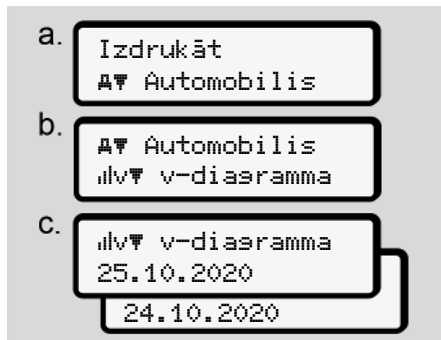 a.
Izdrukāt
Automobilis
b.
Automobilis
v v-diagramma
c.
v v-diagramma
25.10.2020
24.10.2020